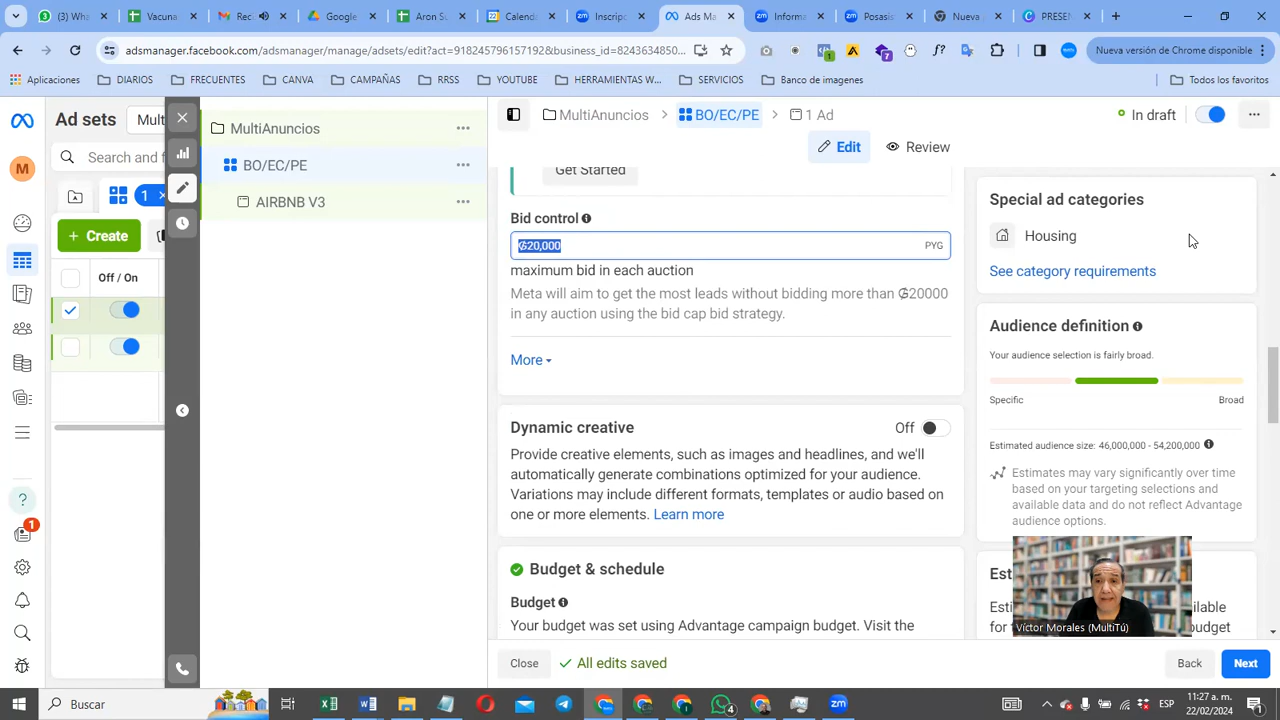 Vacuna
FR
Google
Aron Su
Calenda
Inscripc
Ads Ma
Informa
Posasis
Nueva
PRESEN
adsmanager.facebook.com/adsmanager/manage/adsets/edit?act=918245796157192&business_id=8243634850...
Nueva versión de Chrome disponible
Aplicaciones
DIARIOS
FRECUENTES
CANVA
CAMPAÑAS
RRSS
YOUTUBE
HERRAMIENTAS W...
SERVICIOS
Banco de imagenes
Todos los favoritos
Ad sets
Mult
Search and f
1
+ Create
Off / On
M
MultiAnuncios
BO/EC/PE
AIRBNB V3
MultiAnuncios > BO/EC/PE > 1 Ad
In draft
Edit
Review
Get Started
Bid control
₲20,000
PYG
maximum bid in each auction
Meta will aim to get the most leads without bidding more than ₲20000
in any auction using the bid cap bid strategy.
More
Dynamic creative
Off
Provide creative elements, such as images and headlines, and we'll
automatically generate combinations optimized for your audience.
Variations may include different formats, templates or audio based on
one or more elements. Learn more
Budget & schedule
Budget
Your budget was set using Advantage campaign budget. Visit the
Special ad categories
Housing
See category requirements
Audience definition
Your audience selection is fairly broad.
Specific
Broad
Estimated audience size: 46,000,000 - 54,200,000
Estimates may vary significantly over time
based on your targeting selections and
available data and do not reflect Advantage
audience options.
Víctor Morales (MultiTú)
Close
All edits saved
Back
Next
Buscar
ESP
11:27 a. m.
22/02/2024